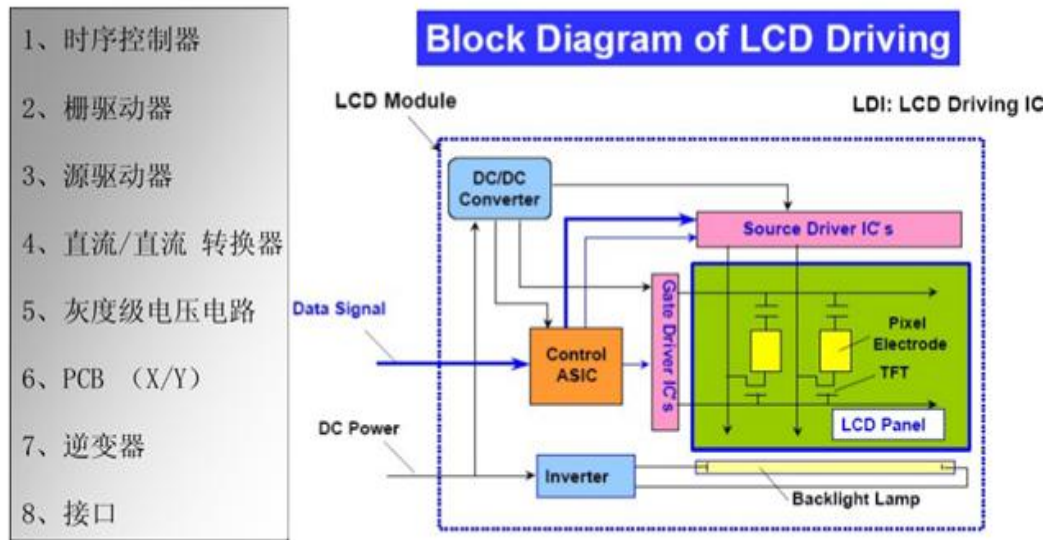 1、时序控制器
2、栅驱动器
3、源驱动器
4、直流/直流 转换器
5、灰度级电压电路
6、PCB （X/Y）
7、逆变器
8、接口
Block Diagram of LCD Driving
LCD Module
LDI: LCD Driving IC
DC/DC
Converter
Source Driver IC's
Data Signal
Gate Driver IC's
Control
ASIC
Pixel
Electrode
TFT
LCD Panel
DC Power
Inverter
Backlight Lamp